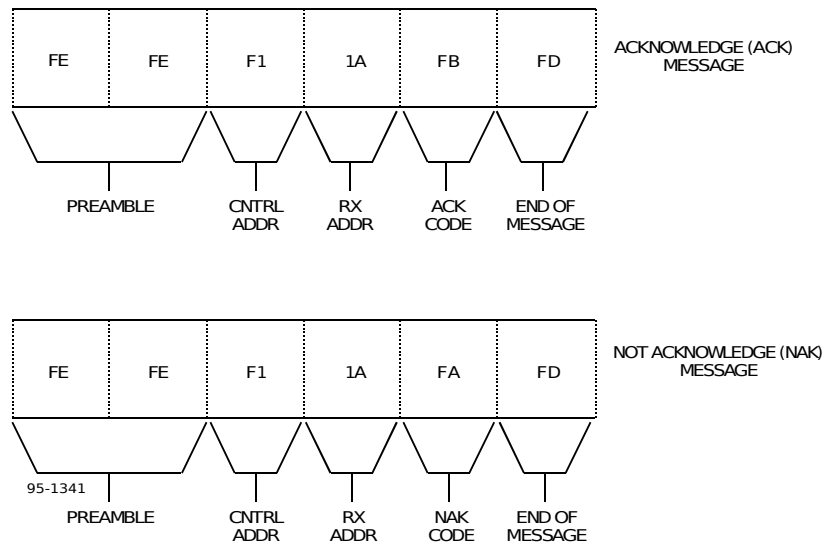 FE FE F1 1A FB FD
ACKNOWLEDGE (ACK)
MESSAGE
PREAMBLE CNTRL RX ACK END OF
ADDR ADDR CODE MESSAGE
FE FE F1 1A FA FD
NOT ACKNOWLEDGE (NAK)
MESSAGE
95-1341
PREAMBLE CNTRL RX NAK END OF
ADDR ADDR CODE MESSAGE